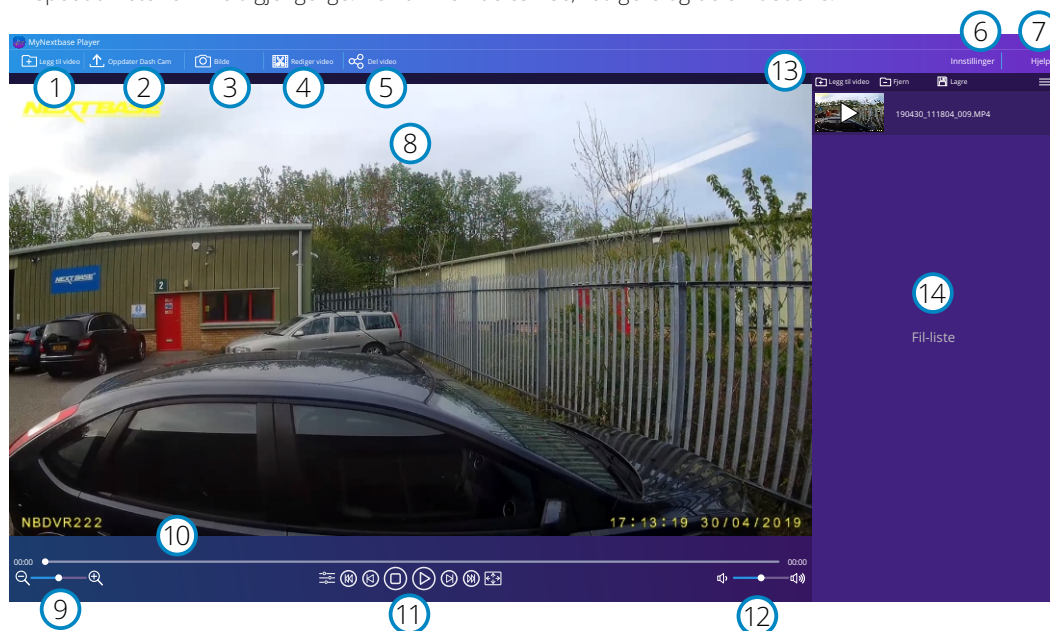 6
7
MyNextbase Player
Legg til video
Oppdater Dash Cam
Bilde
Rediger video
Del video
Innstillinger
Hjelp
1
2
3
4
5
13
Legg til video
Fjern
Lagre
NEXTBASE
190430_111804_009.MP4
8
NEXTBASE
2
14
Fil-liste
NBDVR222
17:13:19 30/04/2019
10
00:00
00:00
9
11
12